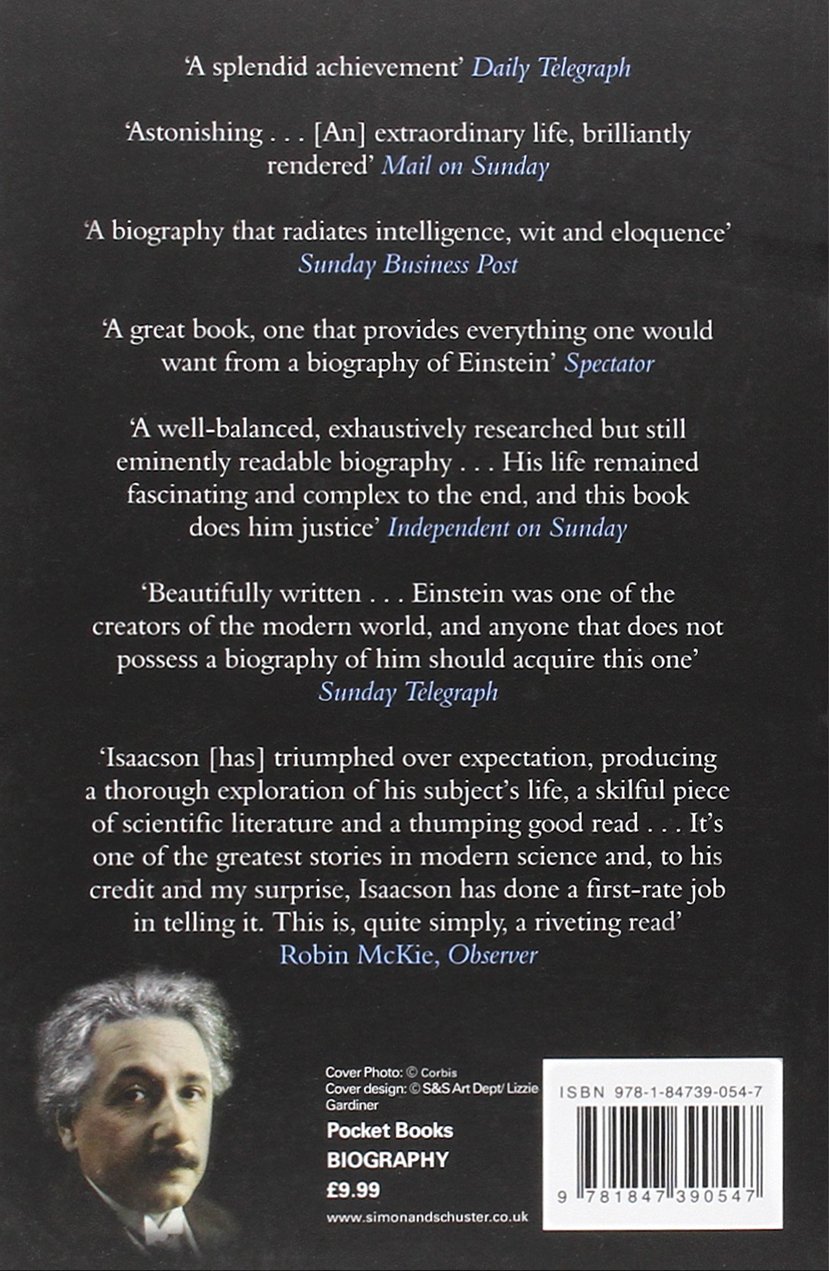 ‘A splendid achievement’ Daily Telegraph
‘Astonishing . . . [An] extraordinary life, brilliantly
rendered’ Mail on Sunday
‘A biography that radiates intelligence, wit and eloquence’
Sunday Business Post
‘A great book, one that provides everything one would
want from a biography of Einstein’ Spectator
‘A well-balanced, exhaustively researched but still
eminently readable biography . . . His life remained
fascinating and complex to the end, and this book
does him justice’ Independent on Sunday
‘Beautifully written . . . Einstein was one of the
creators of the modern world, and anyone that does not
possess a biography of him should acquire this one’
Sunday Telegraph
‘Isaacson [has] triumphed over expectation, producing
a thorough exploration of his subject’s life, a skilful piece
of scientific literature and a thumping good read . . . It’s
one of the greatest stories in modern science and, to his
credit and my surprise, Isaacson has done a first-rate job
in telling it. This is, quite simply, a riveting read’
Robin McKie, Observer
Cover Photo: © Corbis
Cover design: © S&S Art Dept/ Lizzie
Gardiner
Pocket Books
BIOGRAPHY
£9.99
www.simonandschuster.co.uk
ISBN 978-1-84739-054-7
9 781847 390547